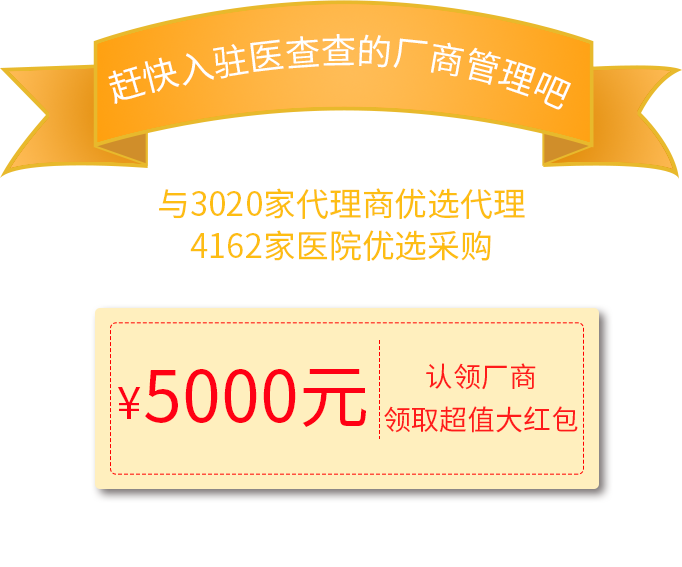 赶快入驻医查查的厂商管理吧
与3020家代理商优选代理
4162家医院优选采购
¥5000元
认领厂商
领取超值大红包